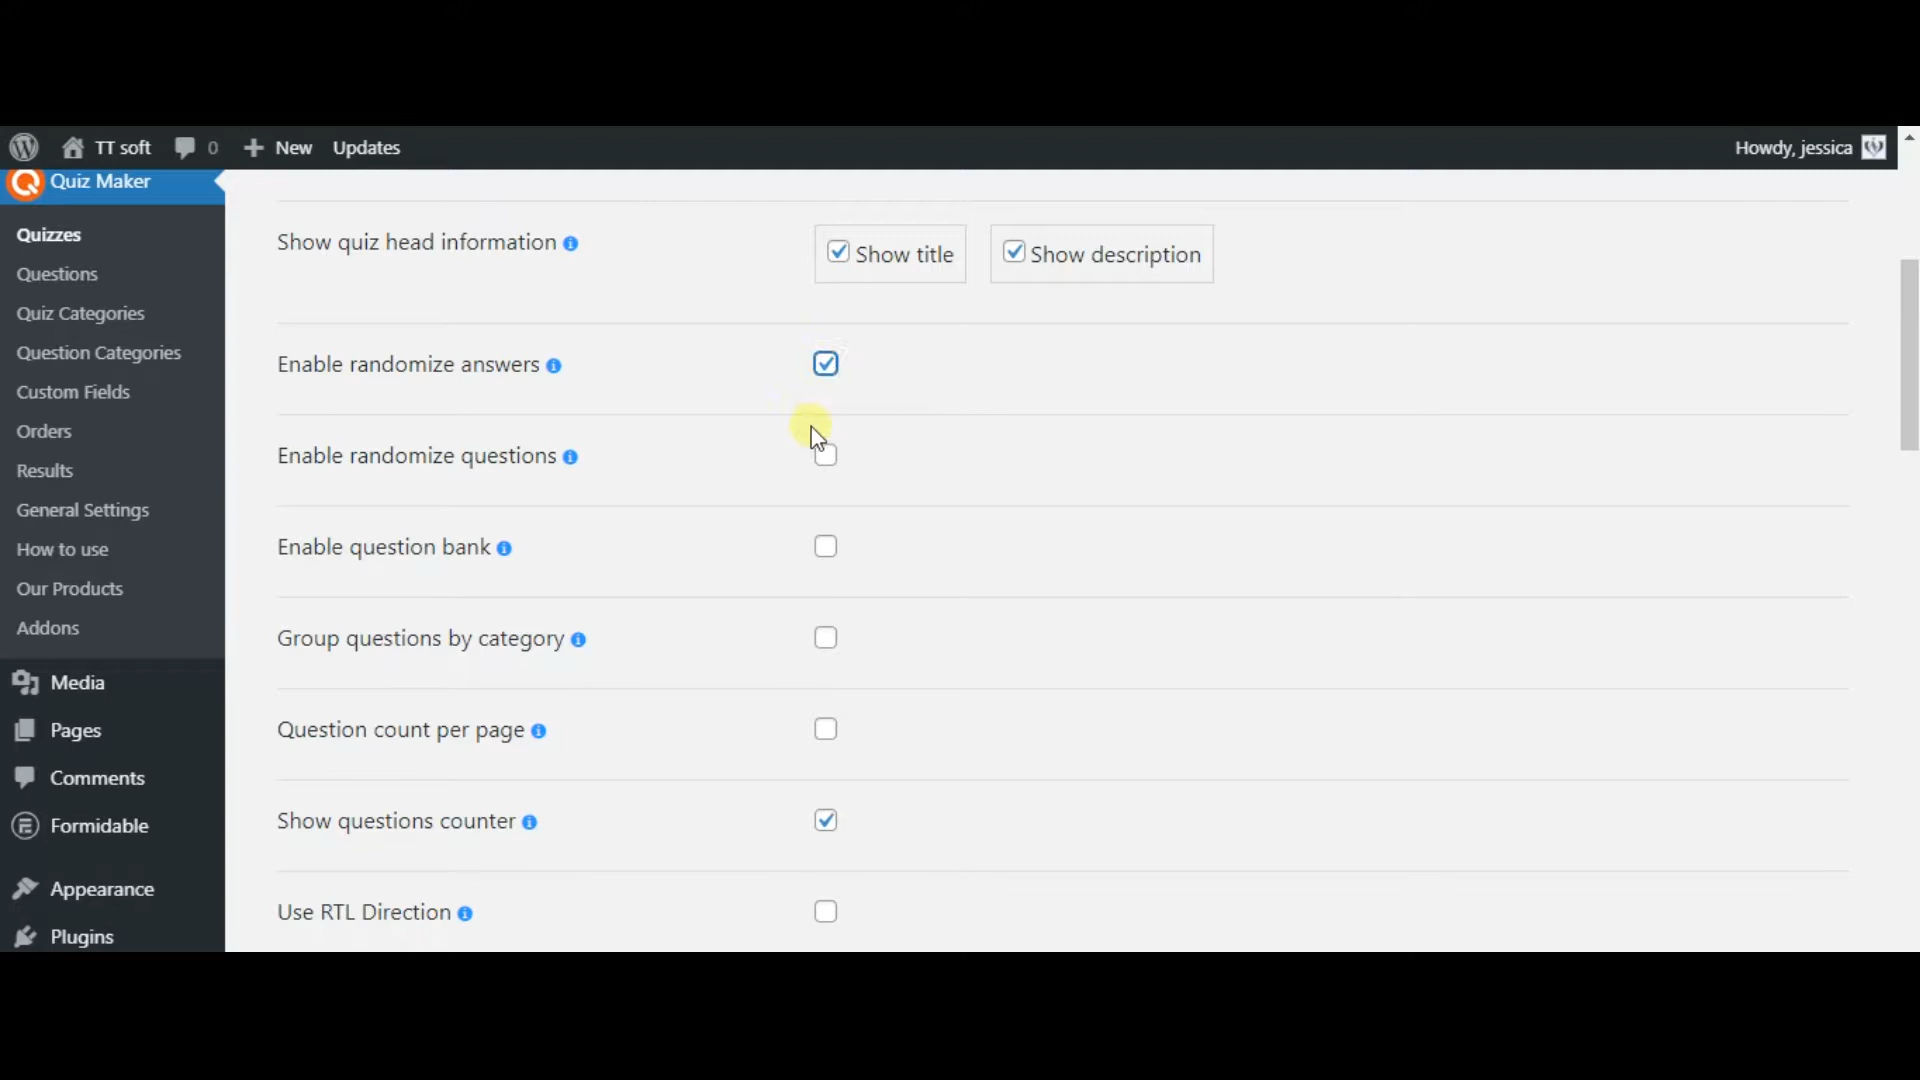 TT soft
0
New
Updates
Howdy, jessica
Quiz Maker
Quizzes
Questions
Quiz Categories
Question Categories
Custom Fields
Orders
Results
General Settings
How to use
Our Products
Addons
Media
Pages
Comments
Formidable
Appearance
Plugins
Show quiz head information
Show title
Show description
Enable randomize answers
Enable randomize questions
Enable question bank
Group questions by category
Question count per page
Show questions counter
Use RTL Direction